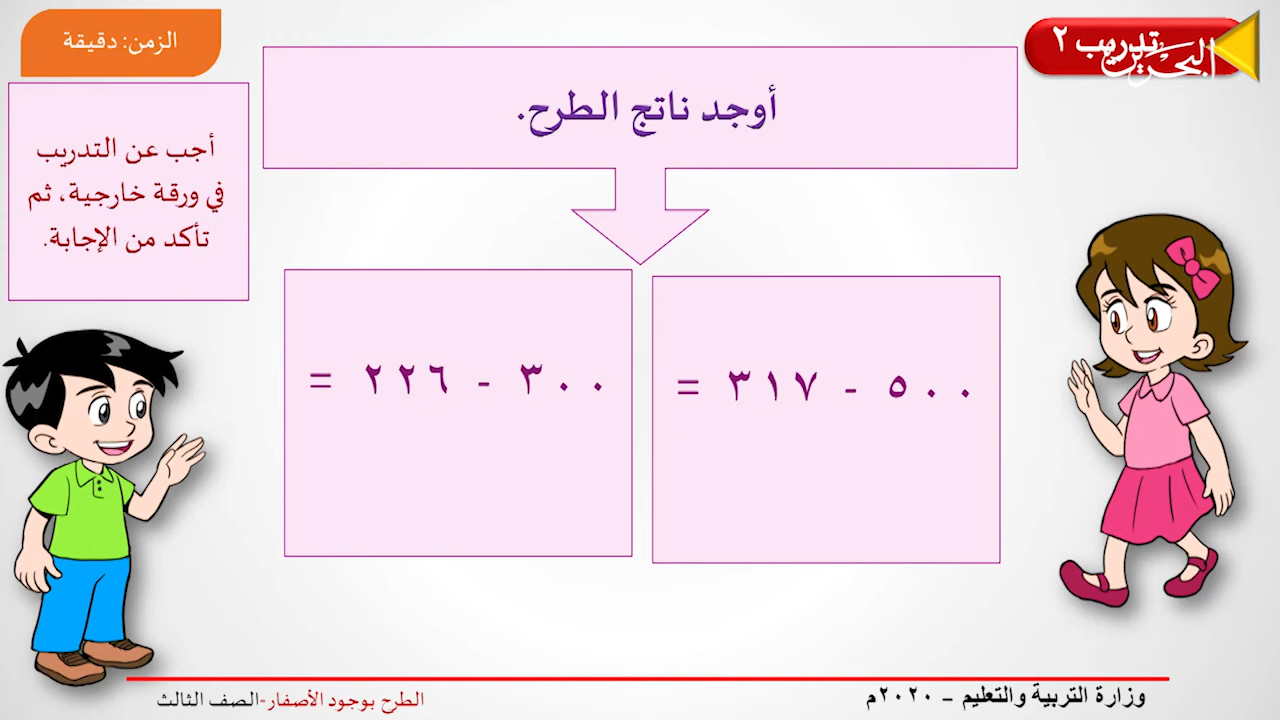 تدريب ٢
البحرين
الزمن: دقيقة
أوجد ناتج الطرح.
أجب عن التدريب
في ورقة خارجية، ثم
تأكد من الإجابة.
٥٠٠ - ٣١٧ =
٣٠٠ - ٢٢٦ =
وزارة التربية والتعليم – ٢٠٢٠م
الطرح بوجود الأصفار-الصف الثالث